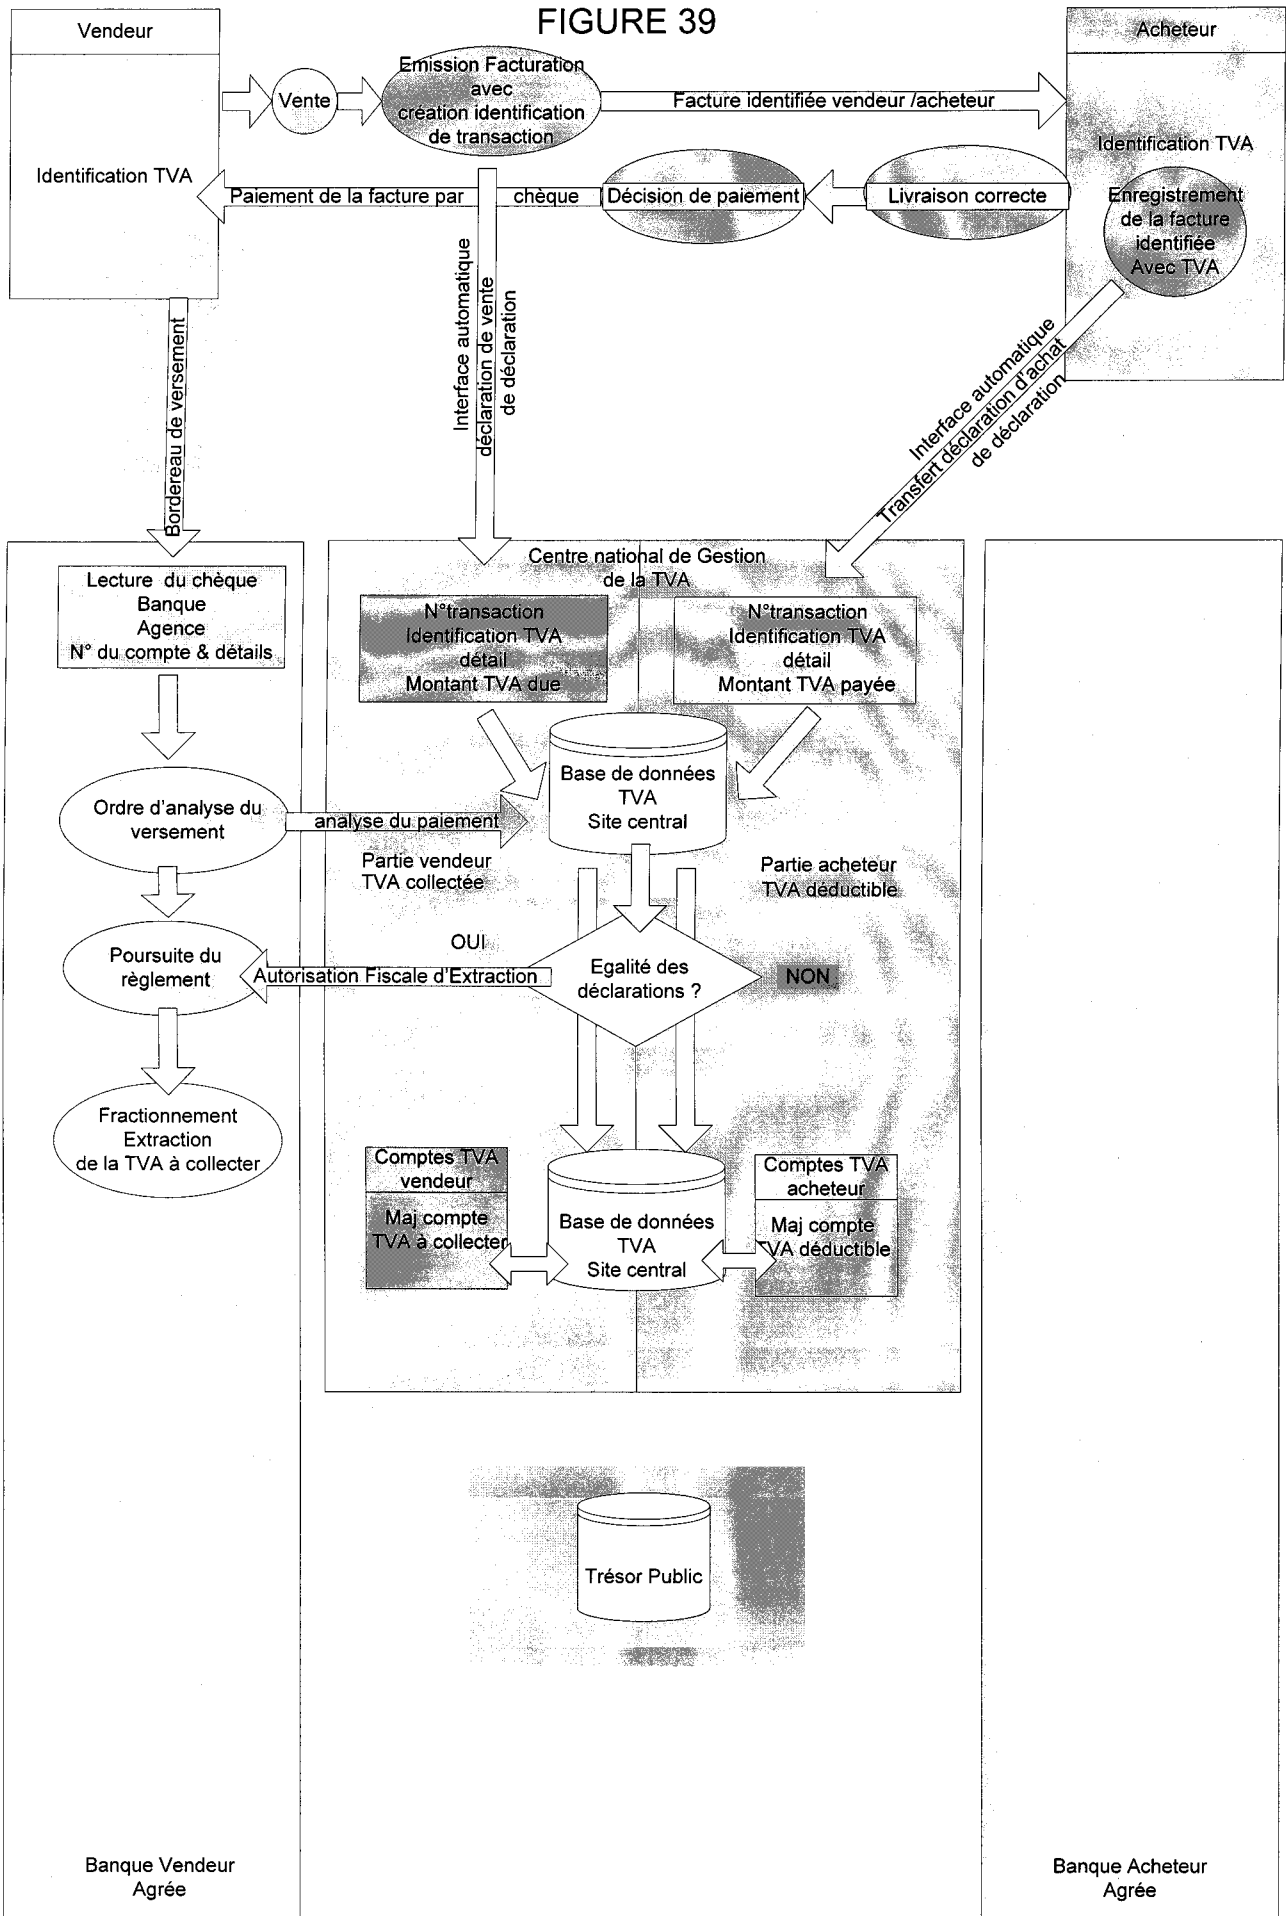 FIGURE 39
Vendeur
Identification TVA
Vente
Emission Facturation
avec
création identification
de transaction
Facture identifiée vendeur /acheteur
Acheteur
Identification TVA
Enregistrement
de la facture
identifiée
Avec TVA
Livraison correcte
Décision de paiement
Paiement de la facture par chèque
Bordereau de versement
Interface automatique
déclaration de vente
de déclaration
Interface automatique
Transfert déclaration d'achat
de déclaration
Lecture du chèque
Banque
Agence
N° du compte & détails
Ordre d'analyse du
versement
analyse du paiement
Poursuite du
règlement
Fractionnement
Extraction
de la TVA à collecter
Centre national de Gestion
de la TVA
N°transaction
Identification TVA
détail
Montant TVA due
N°transaction
Identification TVA
détail
Montant TVA payée
Base de données
TVA
Site central
Partie vendeur
TVA collectée
Partie acheteur
TVA déductible
OUI
Autorisation Fiscale d'Extraction
Egalité des
déclarations ?
NON
Comptes TVA
vendeur
Maj compte
TVA à collecter
Base de données
TVA
Site central
Comptes TVA
acheteur
Maj compte
TVA déductible
Trésor Public
Banque Vendeur
Agrée
Banque Acheteur
Agrée